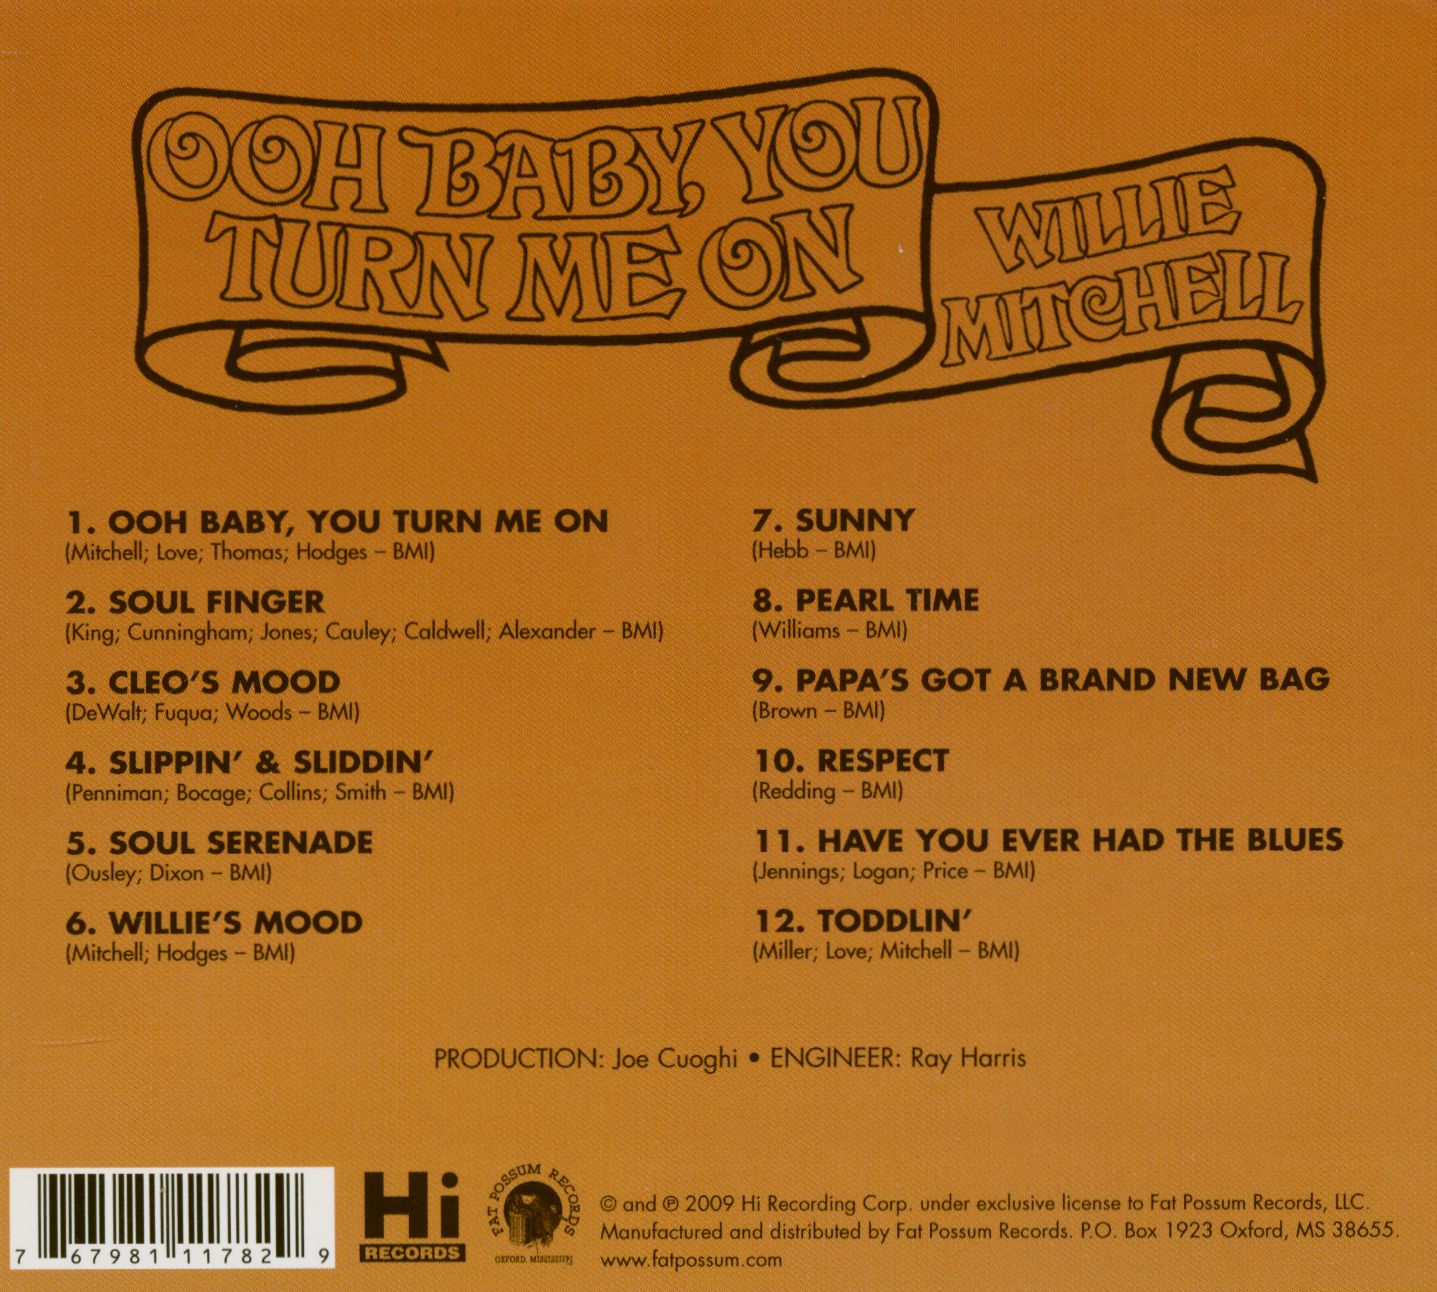 OOH BABY, YOU
TURN ME ON
WILLIE
MITCHELL
1. OOH BABY, YOU TURN ME ON
(Mitchell; Love; Thomas; Hodges – BMI)
2. SOUL FINGER
(King; Cunningham; Jones; Cauley; Caldwell; Alexander – BMI)
3. CLEO’S MOOD
(DeWalt; Fuqua; Woods – BMI)
4. SLIPPIN’ & SLIDDIN’
(Penniman; Bocage; Collins; Smith – BMI)
5. SOUL SERENADE
(Ousley; Dixon – BMI)
6. WILLIE’S MOOD
(Mitchell; Hodges – BMI)
7. SUNNY
(Hebb – BMI)
8. PEARL TIME
(Williams – BMI)
9. PAPA’S GOT A BRAND NEW BAG
(Brown – BMI)
10. RESPECT
(Redding – BMI)
11. HAVE YOU EVER HAD THE BLUES
(Jennings; Logan; Price – BMI)
12. TODDLIN’
(Miller; Love; Mitchell – BMI)
PRODUCTION: Joe Cuoghi • ENGINEER: Ray Harris
7 67981 11782 9
Hi
RECORDS
FAT POSSUM RECORDS
OXFORD, MISSISSIPPI
© and ℗ 2009 Hi Recording Corp. under exclusive license to Fat Possum Records, LLC.
Manufactured and distributed by Fat Possum Records. P.O. Box 1923 Oxford, MS 38655.
www.fatpossum.com